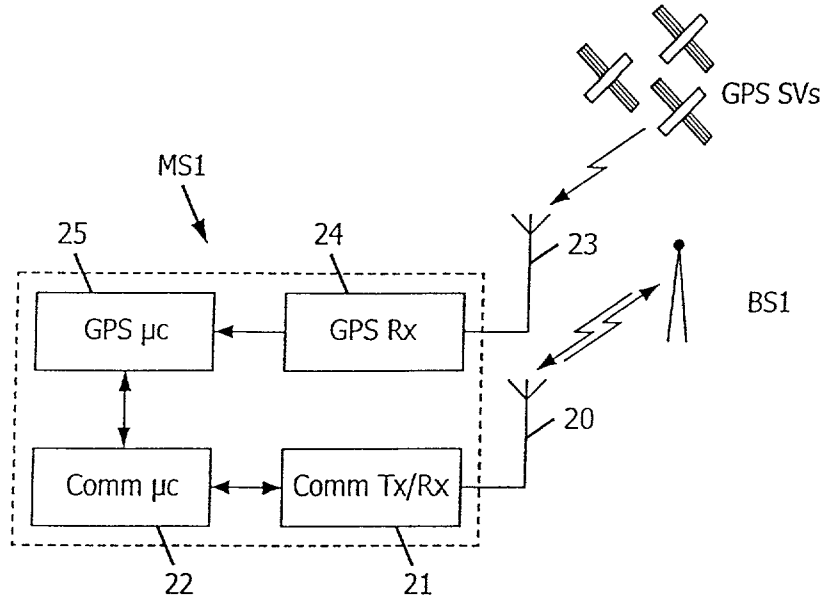 GPS SVs
MS1
25
24
23
GPS µc
GPS Rx
BS1
20
Comm µc
Comm Tx/Rx
22
21